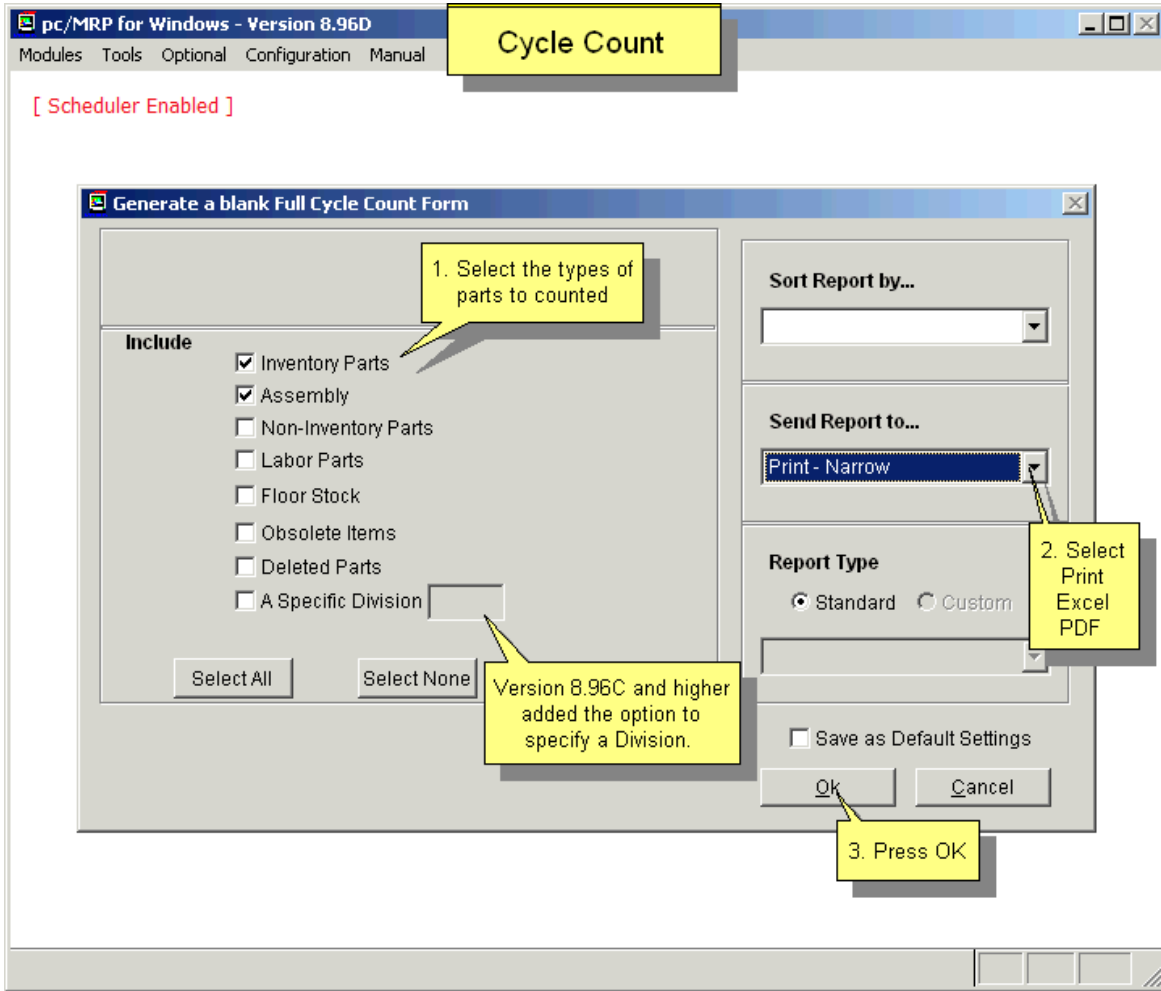 pc/MRP for Windows - Version 8.96D
Cycle Count
Modules Tools Optional Configuration Manual
[ Scheduler Enabled ]
Generate a blank Full Cycle Count Form
1. Select the types of
parts to counted
Include
Inventory Parts
Assembly
Non-Inventory Parts
Labor Parts
Floor Stock
Obsolete Items
Deleted Parts
A Specific Division
Select All
Select None
Version 8.96C and higher
added the option to
specify a Division.
Sort Report by...
Send Report to...
Print - Narrow
2. Select
Print
Excel
PDF
Report Type
Standard
Custom
Save as Default Settings
Ok
Cancel
3. Press OK